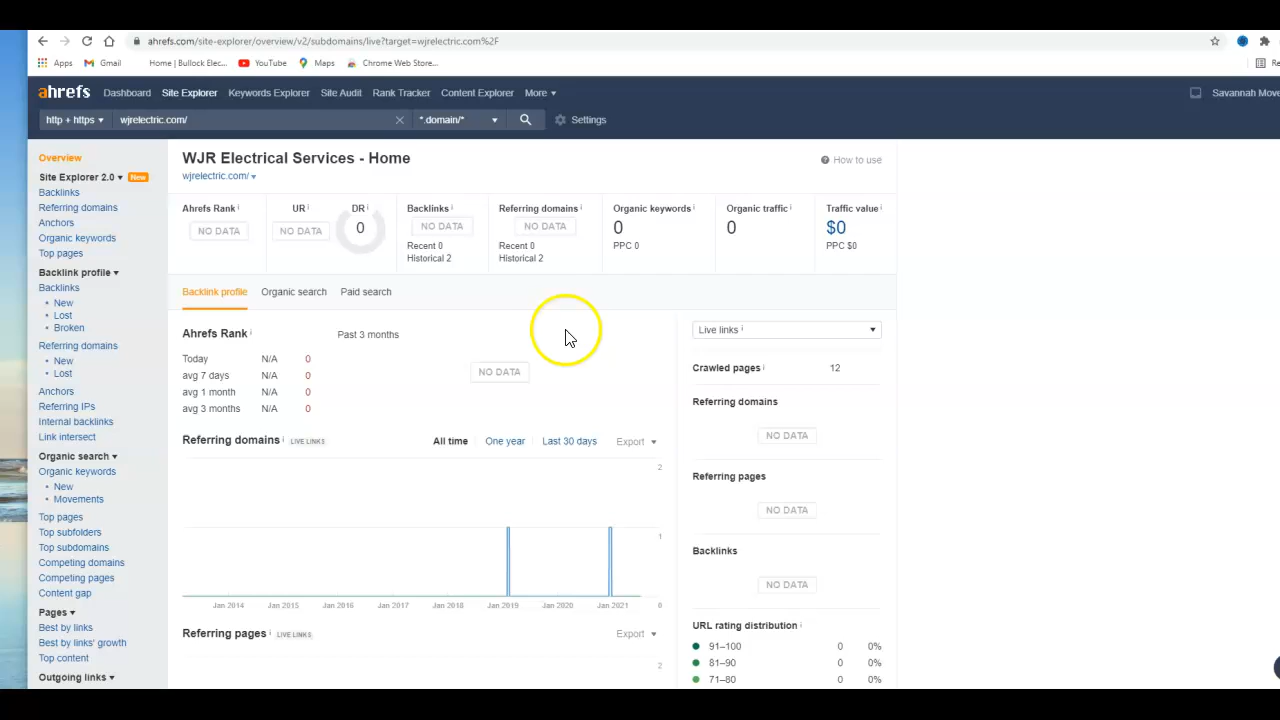 ahrefs.com/site-explorer/overview/v2/subdomains/live?target=wjrelectric.com%2F
Apps Gmail Home | Bullock Elec... YouTube Maps Chrome Web Store... Re
ahrefs Dashboard Site Explorer Keywords Explorer Site Audit Rank Tracker Content Explorer More Savannah Move
http + https wjrelectric.com/ *.domain/* Settings
Overview
Site Explorer 2.0 New
Backlinks
Referring domains
Anchors
Organic keywords
Top pages
Backlink profile
Backlinks
New
Lost
Broken
Referring domains
New
Lost
Anchors
Referring IPs
Internal backlinks
Link intersect
Organic search
Organic keywords
New
Movements
Top pages
Top subfolders
Top subdomains
Competing domains
Competing pages
Content gap
Pages
Best by links
Best by links' growth
Top content
Outgoing links
WJR Electrical Services - Home
How to use
wjrelectric.com/
Ahrefs Rank i UR i DR i Backlinks i Referring domains i Organic keywords i Organic traffic i Traffic value i
NO DATA NO DATA 0 NO DATA NO DATA 0 0 $0
Recent 0 Recent 0 PPC 0 PPC $0
Historical 2 Historical 2
Backlink profile Organic search Paid search
Ahrefs Rank i Past 3 months
Today N/A 0
avg 7 days N/A 0
avg 1 month N/A 0
avg 3 months N/A 0
NO DATA
Referring domains i LIVE LINKS All time One year Last 30 days Export
2
1
0
Jan 2014 Jan 2015 Jan 2016 Jan 2017 Jan 2018 Jan 2019 Jan 2020 Jan 2021
Referring pages i LIVE LINKS Export
2
Live links i
Crawled pages i 12
Referring domains
NO DATA
Referring pages
NO DATA
Backlinks
NO DATA
URL rating distribution i
91–100 0 0%
81–90 0 0%
71–80 0 0%